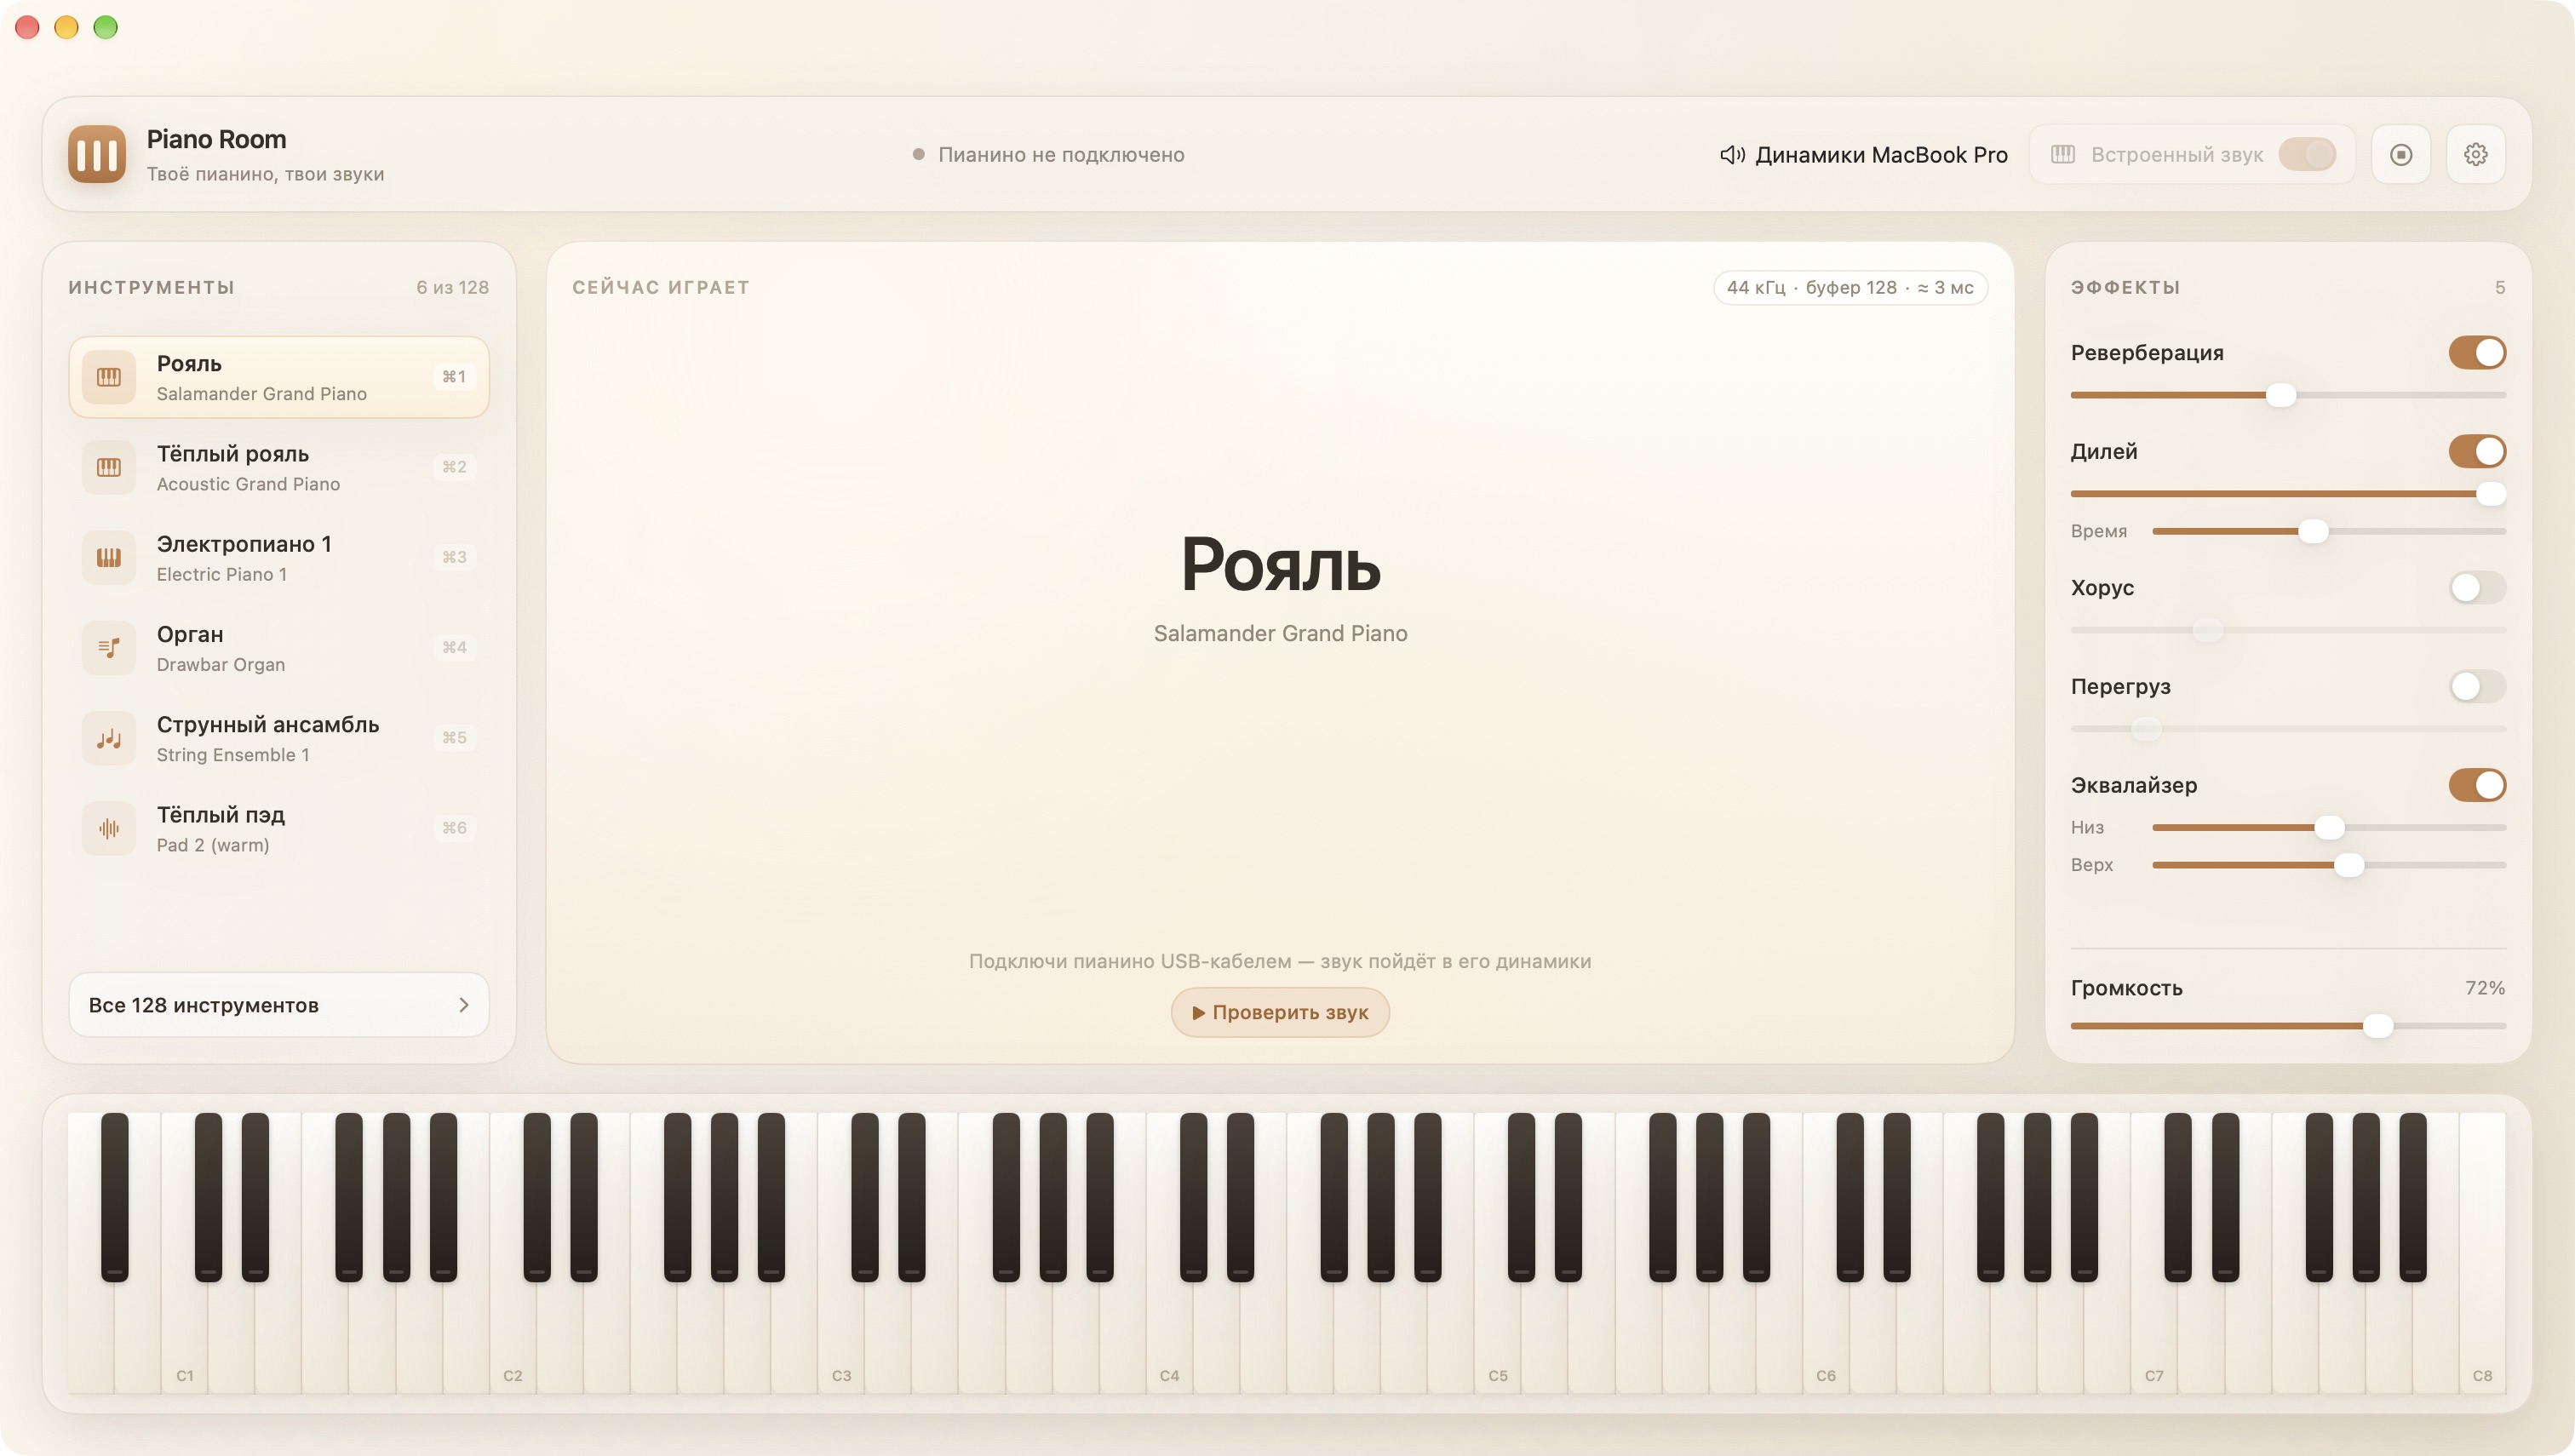 Piano Room
Твоё пианино, твои звуки
Пианино не подключено
Динамики MacBook Pro
Встроенный звук
ИНСТРУМЕНТЫ
6 из 128
Рояль
Salamander Grand Piano
⌘1
Тёплый рояль
Acoustic Grand Piano
⌘2
Электропиано 1
Electric Piano 1
⌘3
Орган
Drawbar Organ
⌘4
Струнный ансамбль
String Ensemble 1
⌘5
Тёплый пэд
Pad 2 (warm)
⌘6
Все 128 инструментов
СЕЙЧАС ИГРАЕТ
44 кГц · буфер 128 · ≈ 3 мс
Рояль
Salamander Grand Piano
Подключи пианино USB-кабелем — звук пойдёт в его динамики
Проверить звук
ЭФФЕКТЫ
5
Реверберация
Дилей
Время
Хорус
Перегруз
Эквалайзер
Низ
Верх
Громкость
72%
C1
C2
C3
C4
C5
C6
C7
C8